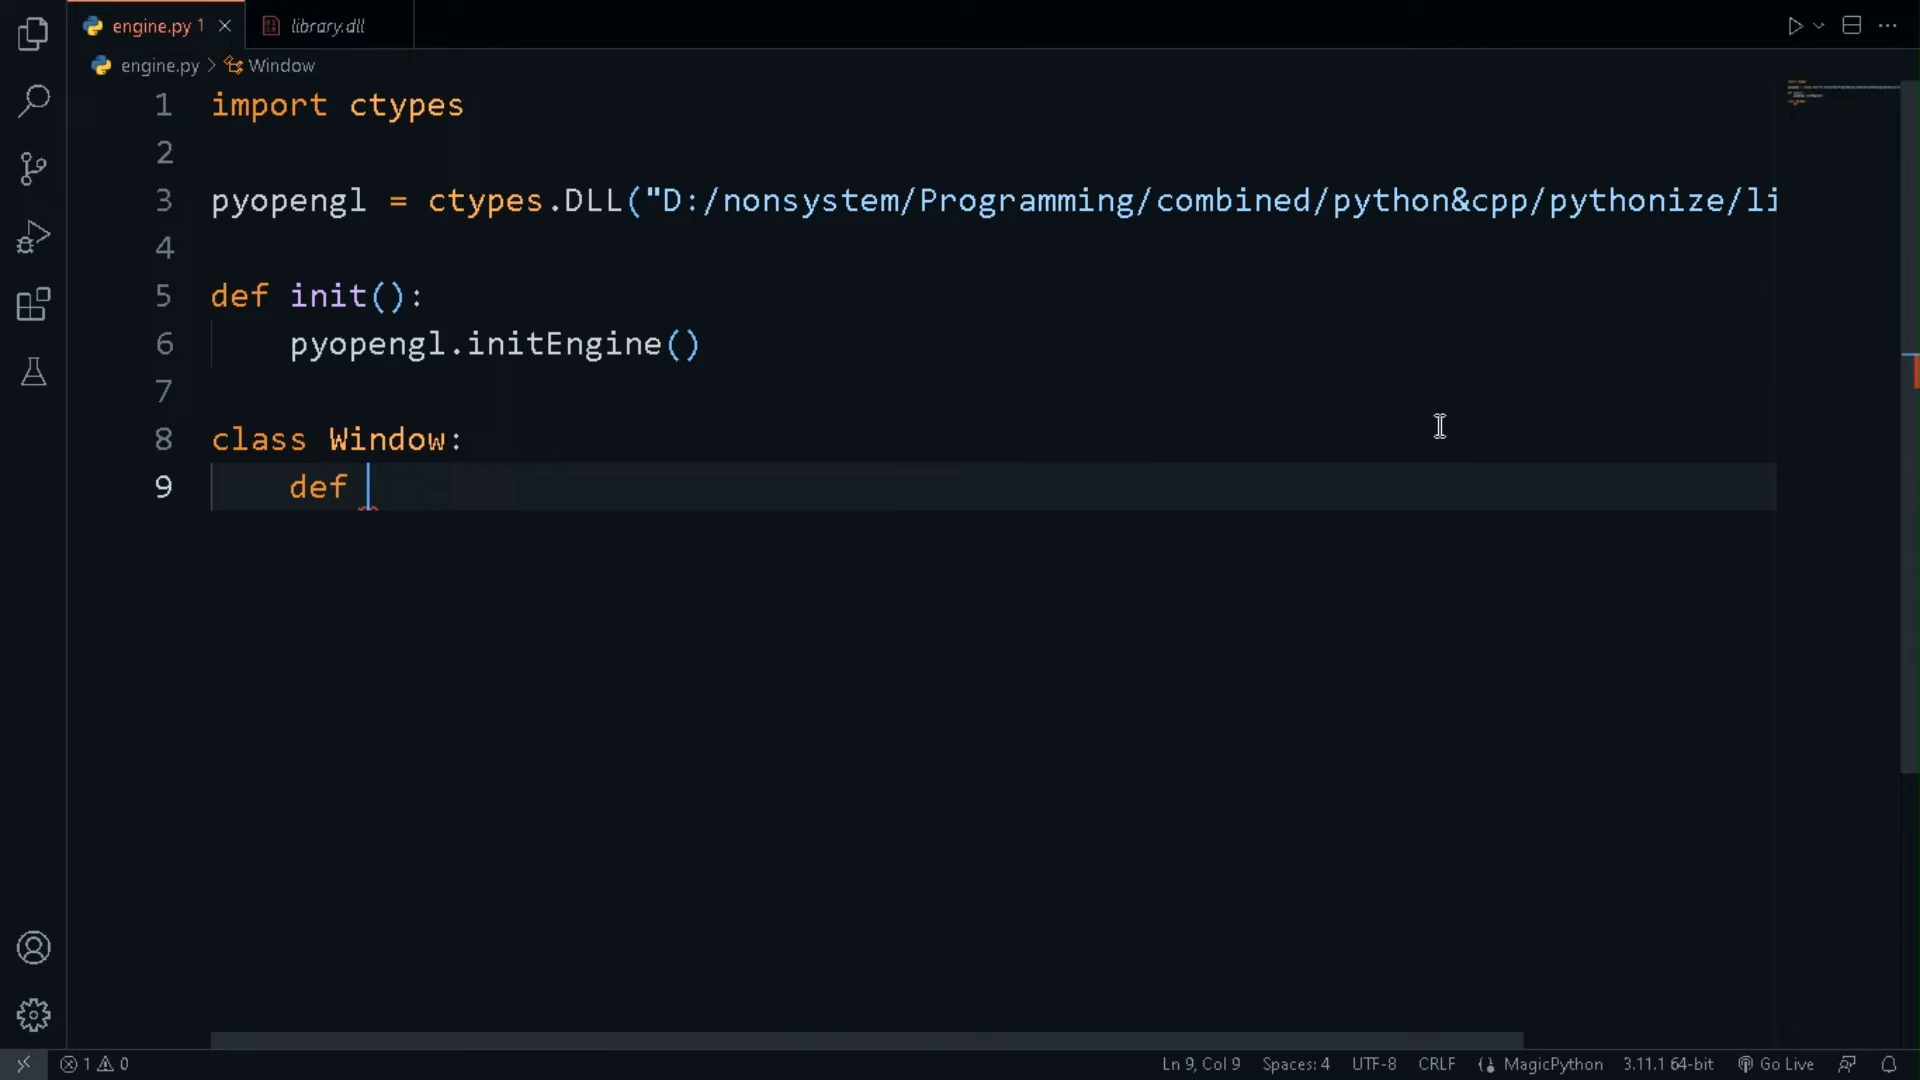 engine.py 1
library.dll
engine.py > Window
1 import ctypes
2
3 pyopengl = ctypes.DLL("D:/nonsystem/Programming/combined/python&cpp/pythonize/li
4
5 def init():
6 pyopengl.initEngine()
7
8 class Window:
9 def
1 0
Ln 9, Col 9 Spaces: 4 UTF-8 CRLF MagicPython 3.11.1 64-bit Go Live